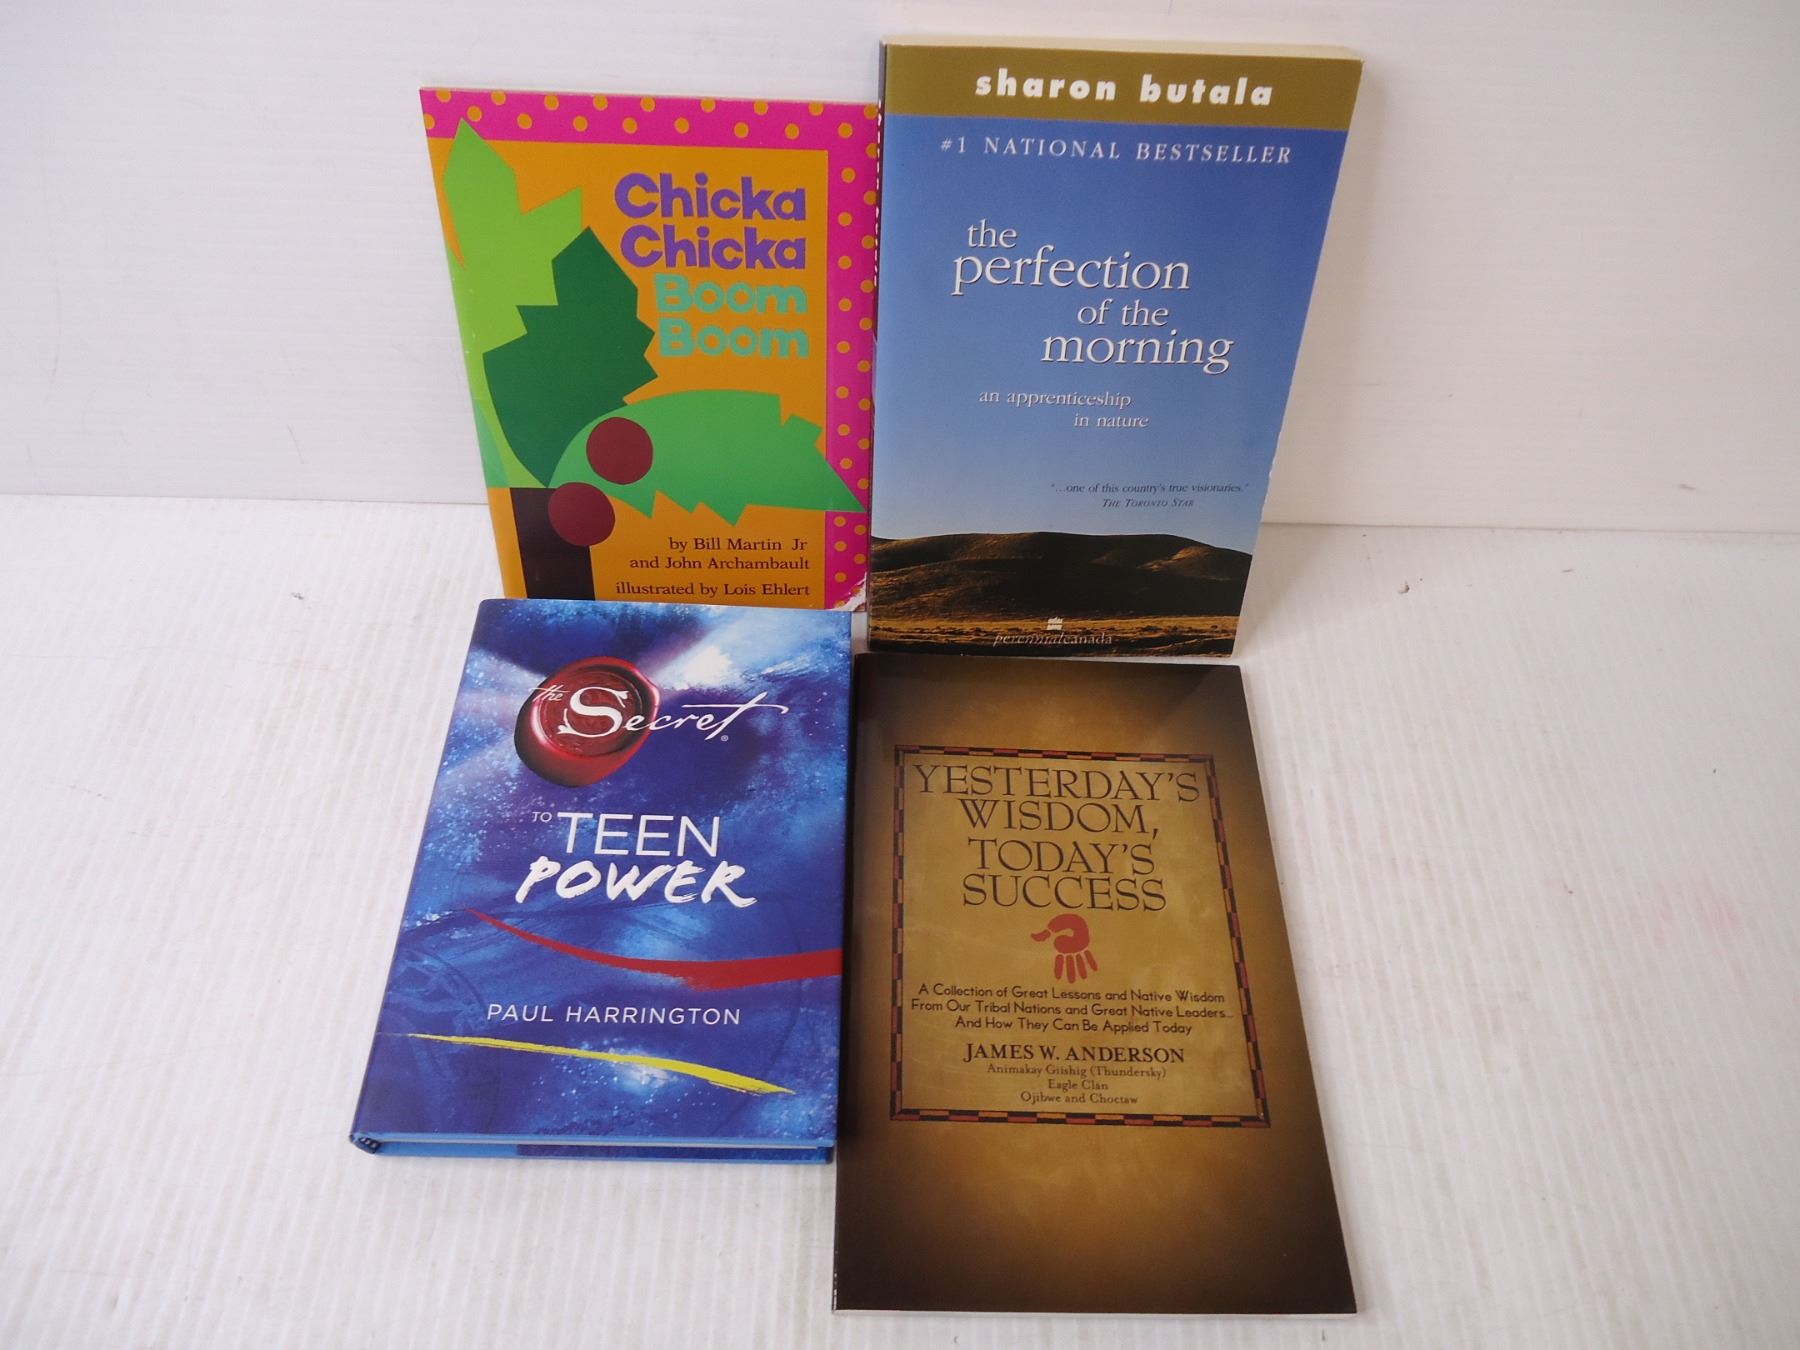 Chicka
Chicka
Boom
Boom
by Bill Martin Jr
and John Archambault
illustrated by Lois Ehlert
sharon butala
#1 NATIONAL BESTSELLER
the
perfection
of the
morning
an apprenticeship
in nature
"...one of this country's true visionaries."
THE TORONTO STAR
perennialcanada
the Secret®
TO TEEN
POWER
PAUL HARRINGTON
YESTERDAY'S
WISDOM,
TODAY'S
SUCCESS
A Collection of Great Lessons and Native Wisdom
From Our Tribal Nations and Great Native Leaders...
And How They Can Be Applied Today
JAMES W. ANDERSON
Animakay Giishig (Thundersky)
Eagle Clan
Ojibwe and Choctaw